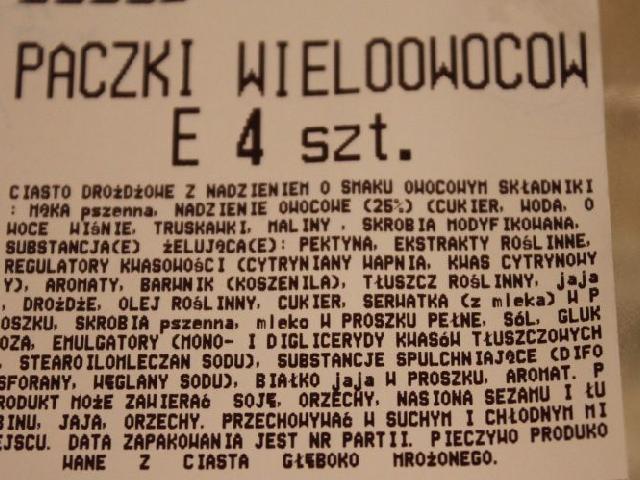 PACZKI WIELOOWOCOW
E 4 szt.
CIASTO DROŻDŻOWE Z NADZIENIEM O SMAKU OWOCOWYM SKŁADNIKI
: MĄKA pszenna, NADZIENIE OWOCOWE (25%) (CUKIER, WODA, O
WOCE WIŚNIE, TRUSKAWKI, MALINY , SKROBIA MODYFIKOWANA,
SUBSTANCJA(E) ŻELUJĄCA(E): PEKTYNA, EKSTRAKTY ROŚLINNE,
REGULATORY KWASOWOŚCI (CYTRYNIANY WAPNIA, KWAS CYTRYNOWY
Y), AROMATY, BARWNIK (KOSZENILA), TŁUSZCZ ROŚLINNY, jaja
, DROŻDŻE, OLEJ ROŚLINNY, CUKIER, SERWATKA (z mleka) W P
OSZKU, SKROBIA pszenna, mleko W PROSZKU PEŁNE, SÓL, GLUK
OZA, EMULGATORY (MONO- I DIGLICERYDY KWASÓW TŁUSZCZOWYCH
, STEAROILOMLECZAN SODU), SUBSTANCJE SPULCHNIAJĄCE (DIFO
SFORANY, WĘGLANY SODU), BIAŁKO jaja W PROSZKU, AROMAT. P
RODUKT MOŻE ZAWIERAĆ SOJĘ, ORZECHY, NASIONA SEZAMU I ŁU
BINU, JAJA, ORZECHY. PRZECHOWYWAĆ W SUCHYM I CHŁODNYM MI
EJSCU. DATA ZAPAKOWANIA JEST NR PARTII. PIECZYWO PRODUKO
WANE Z CIASTA GŁĘBOKO MROŻONEGO.